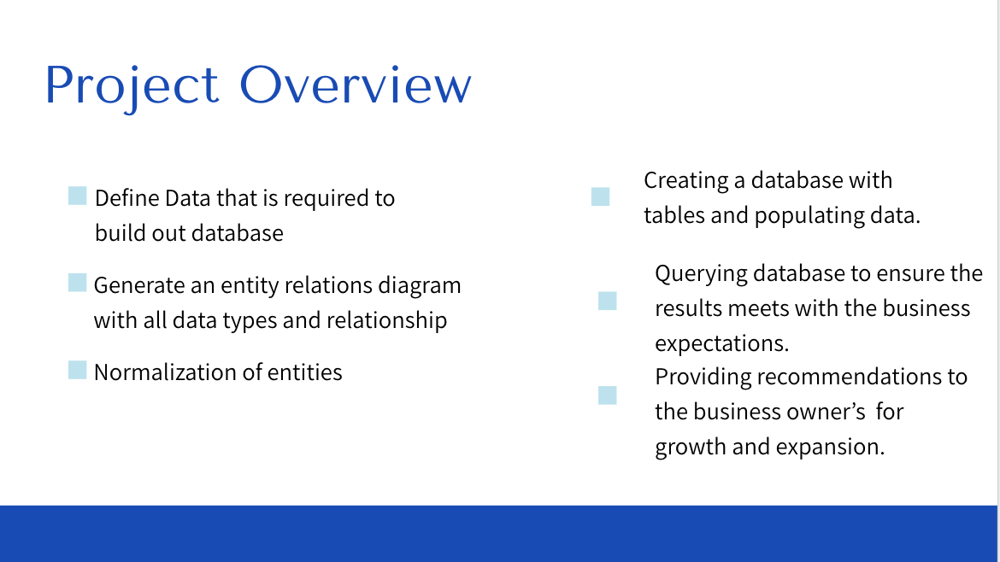 Project Overview
Define Data that is required to
build out database
Generate an entity relations diagram
with all data types and relationship
Normalization of entities
Creating a database with
tables and populating data.
Querying database to ensure the
results meets with the business
expectations.
Providing recommendations to
the business owner’s  for
growth and expansion.